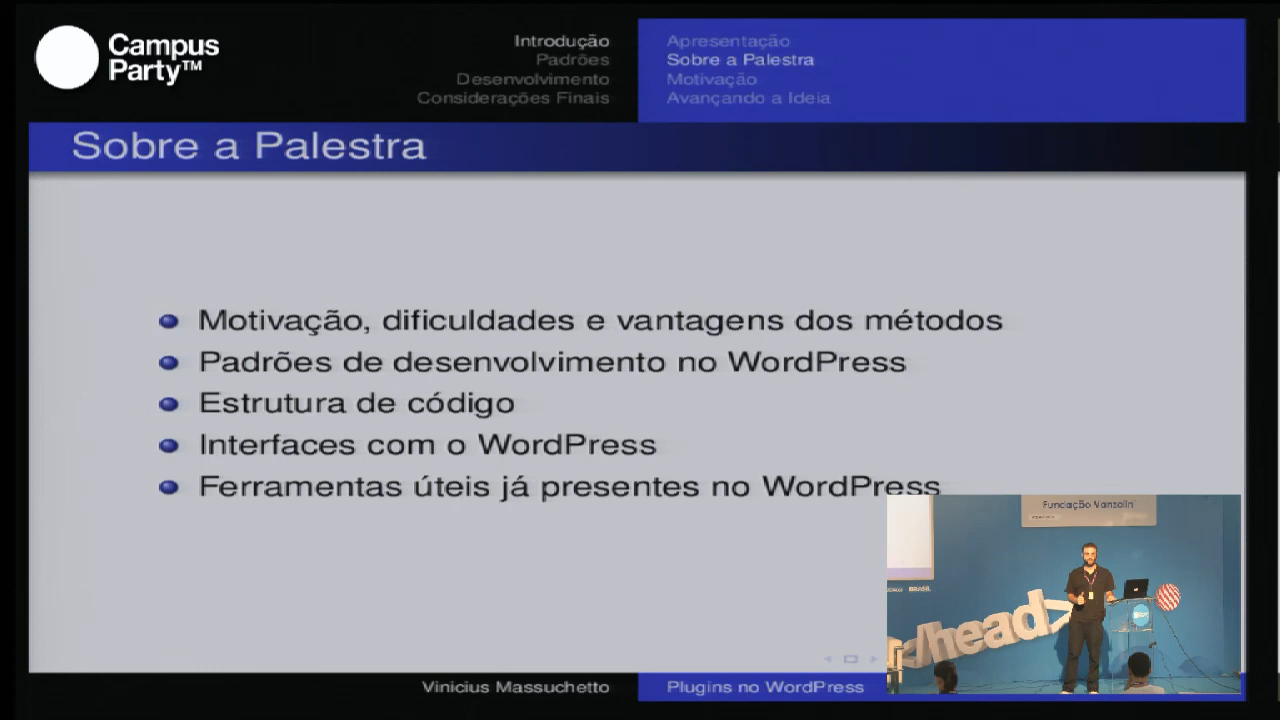 Campus
Party™
Introdução
Padrões
Desenvolvimento
Considerações Finais
Apresentação
Sobre a Palestra
Motivação
Avançando a Ideia
Sobre a Palestra
Motivação, dificuldades e vantagens dos métodos
Padrões de desenvolvimento no WordPress
Estrutura de código
Interfaces com o WordPress
Ferramentas úteis já presentes no WordPress
Fundação Vanzolini
BRASIL
</head>
Vinicius Massuchetto
Plugins no WordPress